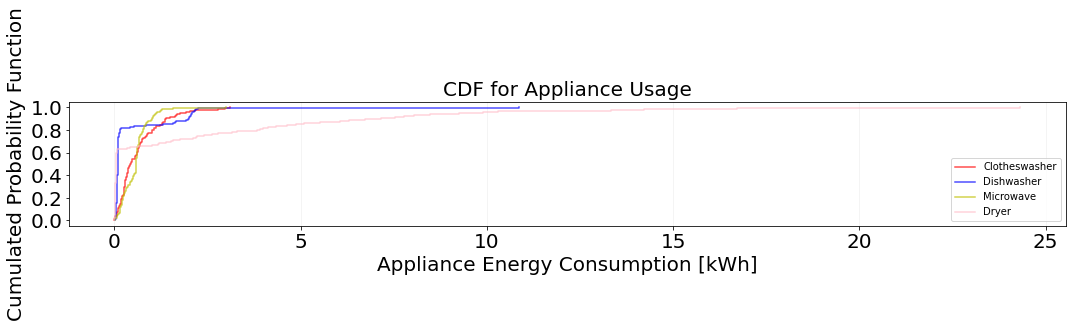 CDF for Appliance Usage
Cumulated Probability Function
1.0
0.8
0.6
0.4
0.2
0.0
Clotheswasher
Dishwasher
Microwave
Dryer
0 5 10 15 20 25
Appliance Energy Consumption [kWh]